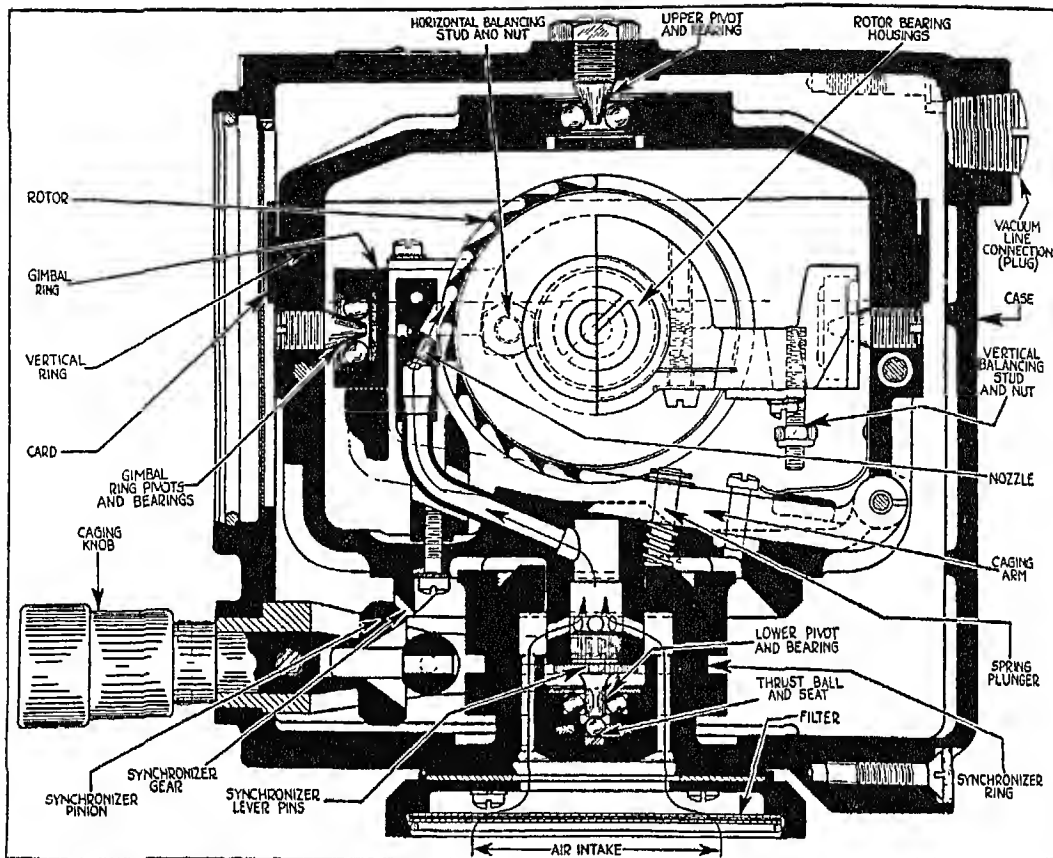 HORIZONTAL BALANCING
STUD AND NUT
UPPER PIVOT
AND BEARING
ROTOR BEARING
HOUSINGS
ROTOR
GIMBAL
RING
VERTICAL
RING
CARD
GIMBAL
RING PIVOTS
AND BEARINGS
CAGING
KNOB
SYNCHRONIZER
PINION
SYNCHRONIZER
GEAR
SYNCHRONIZER
LEVER PINS
AIR INTAKE
VACUUM
LINE
CONNECTION
(PLUG)
CASE
VERTICAL
BALANCING
STUD
AND NUT
NOZZLE
CAGING
ARM
LOWER PIVOT
AND BEARING
SPRING
PLUNGER
THRUST BALL
AND SEAT
FILTER
SYNCHRONIZER
RING